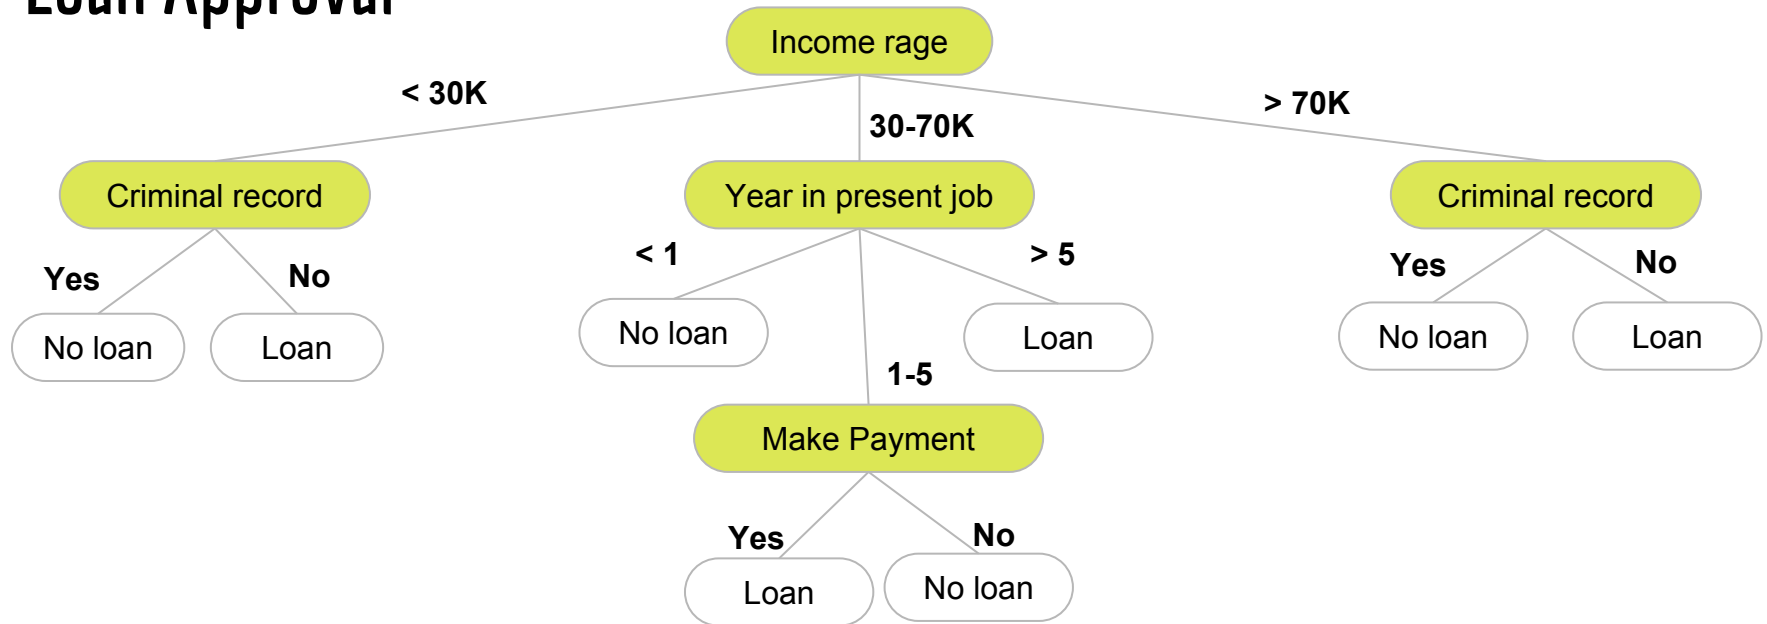 Loan Approval
Income rage
< 30K
30-70K
> 70K
Criminal record
Year in present job
Criminal record
Yes
No
< 1
> 5
Yes
No
No loan
Loan
No loan
Loan
No loan
Loan
1-5
Make Payment
Yes
No
Loan
No loan